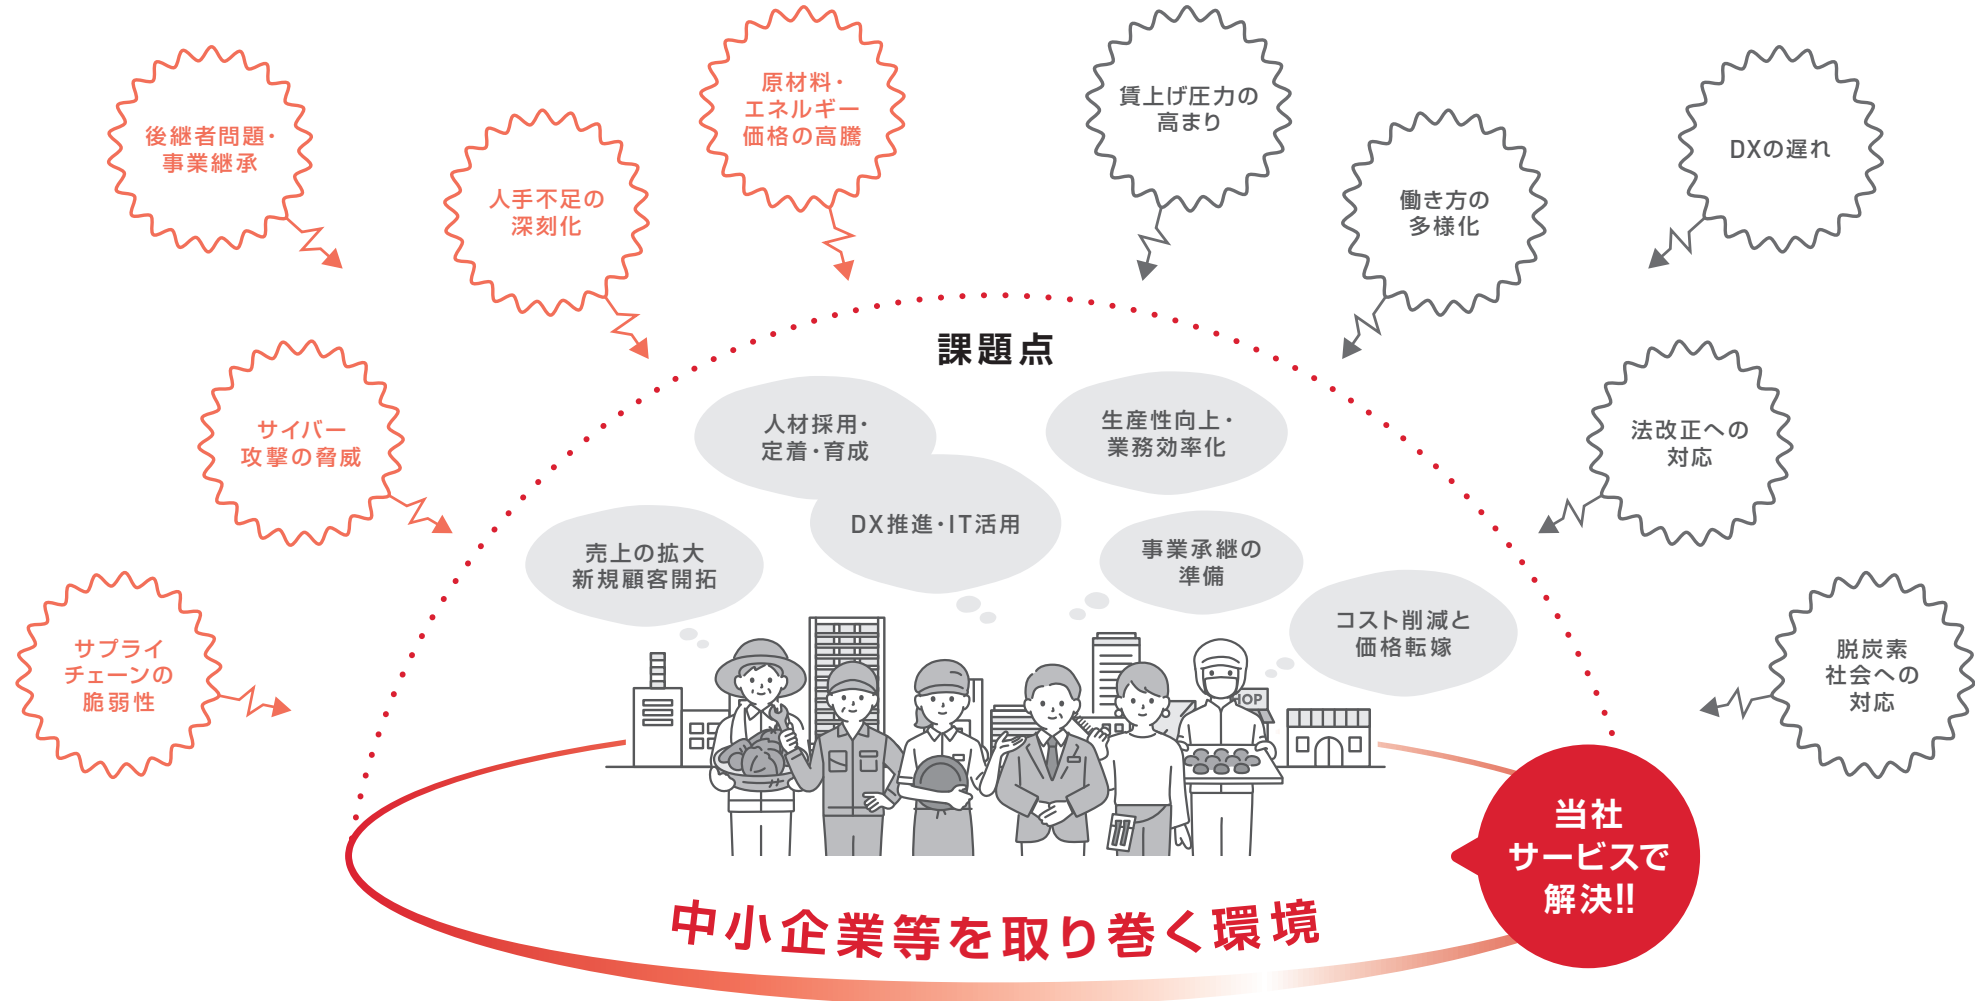 後継者問題・
事業継承
人手不足の
深刻化
原材料・
エネルギー
価格の高騰
賃上げ圧力の
高まり
働き方の
多様化
DXの遅れ
サイバー
攻撃の脅威
サプライ
チェーンの
脆弱性
法改正への
対応
脱炭素
社会への
対応
課題点
人材採用・
定着・育成
生産性向上・
業務効率化
DX推進・IT活用
売上の拡大
新規顧客開拓
事業承継の
準備
コスト削減と
価格転嫁
HOP
当社
サービスで
解決!!
中小企業等を取り巻く環境